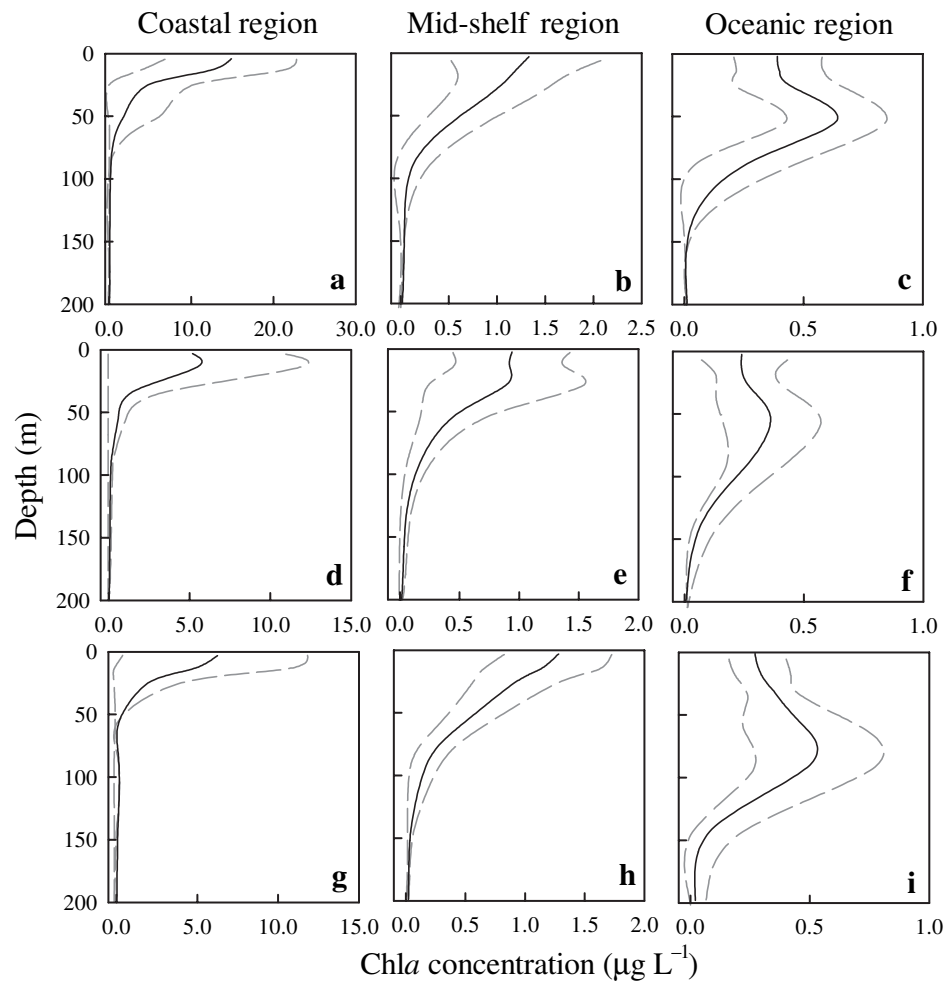 Coastal region Mid-shelf region Oceanic region
0
50
100
150
200
a b c
0.0 10.0 20.0 30.0 0.0 0.5 1.0 1.5 2.0 2.5 0.0 0.5 1.0
0
50
100
150
200
d e f
0.0 5.0 10.0 15.0 0.0 0.5 1.0 1.5 2.0 0.0 0.5 1.0
0
50
100
150
200
g h i
0.0 5.0 10.0 15.0 0.0 0.5 1.0 1.5 2.0 0.0 0.5 1.0
Depth (m)
Chla concentration (μg L⁻¹)